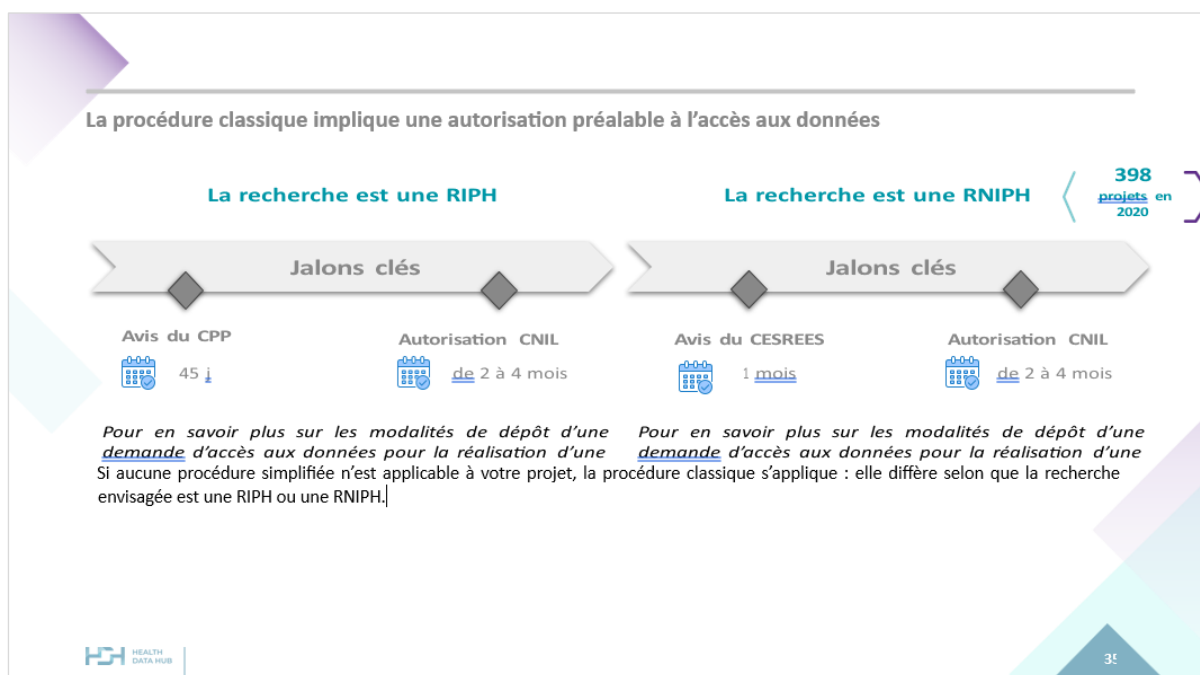 La procédure classique implique une autorisation préalable à l'accès aux données
La recherche est une RIPH
La recherche est une RNIPH
398
projets en
2020
Jalons clés
Jalons clés
Avis du CPP
45 j
Autorisation CNIL
de 2 à 4 mois
Avis du CESREES
1 mois
Autorisation CNIL
de 2 à 4 mois
Pour en savoir plus sur les modalités de dépôt d'une
demande d'accès aux données pour la réalisation d'une
Pour en savoir plus sur les modalités de dépôt d'une
demande d'accès aux données pour la réalisation d'une
Si aucune procédure simplifiée n'est applicable à votre projet, la procédure classique s'applique : elle diffère selon que la recherche
envisagée est une RIPH ou une RNIPH.
HDH HEALTH
DATA HUB